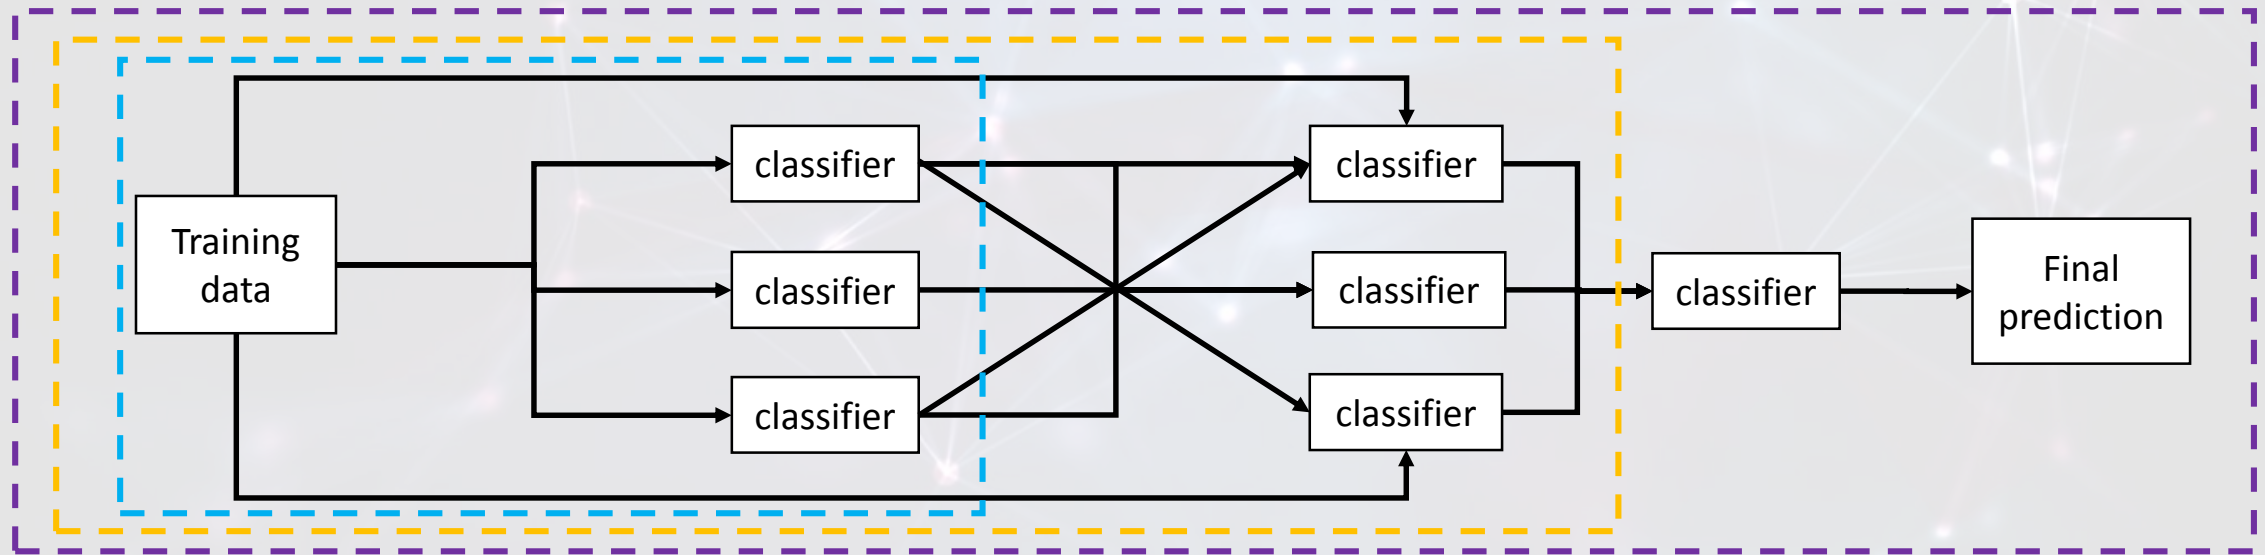 Training
data
classifier
classifier
classifier
classifier
classifier
classifier
classifier
Final
prediction